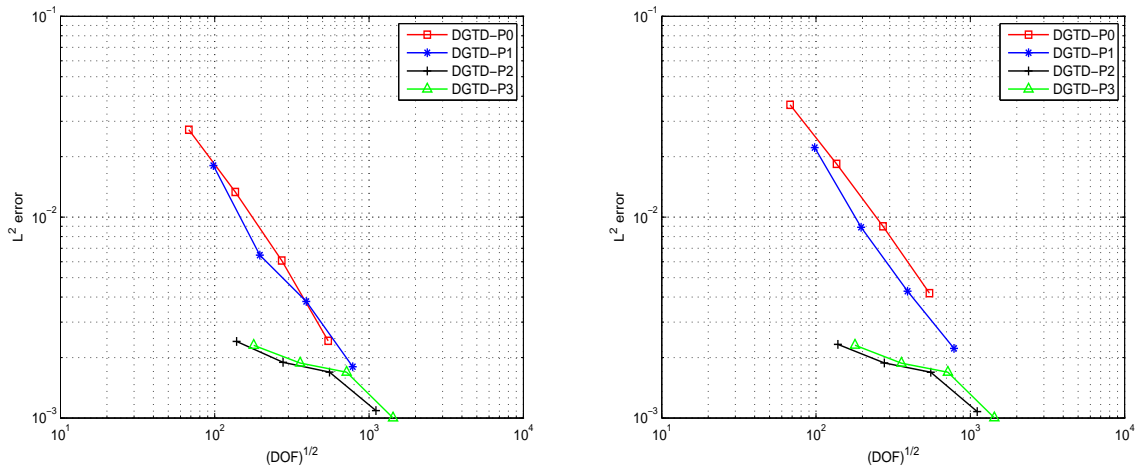 10^-1
10^-2
10^-3
L^2 error
10^1
10^2
10^3
10^4
(DOF)^1/2
DGTD-P0
DGTD-P1
DGTD-P2
DGTD-P3
10^-1
10^-2
10^-3
L^2 error
10^1
10^2
10^3
10^4
(DOF)^1/2
DGTD-P0
DGTD-P1
DGTD-P2
DGTD-P3